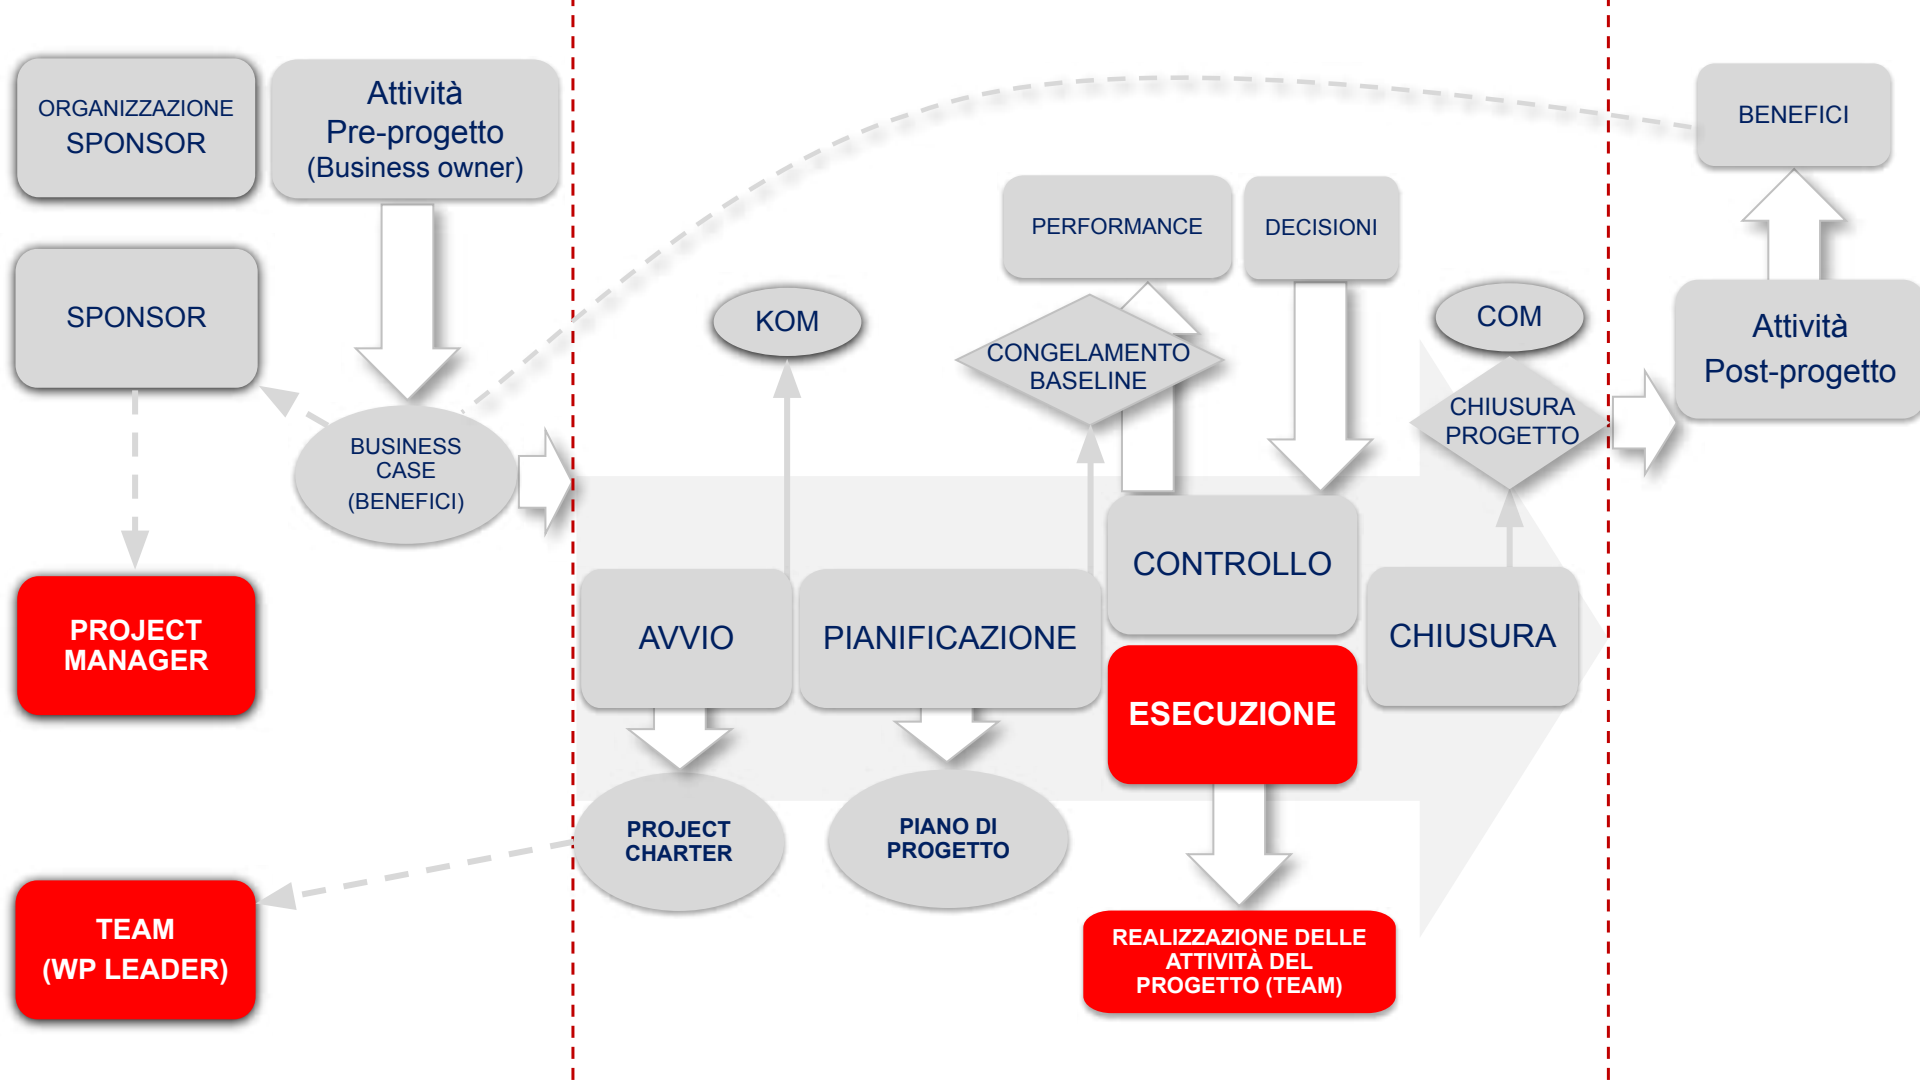 ORGANIZZAZIONE
SPONSOR
Attività
Pre-progetto
(Business owner)
SPONSOR
BUSINESS
CASE
(BENEFICI)
PROJECT
MANAGER
TEAM
(WP LEADER)
KOM
PERFORMANCE
DECISIONI
CONGELAMENTO
BASELINE
COM
CHIUSURA
PROGETTO
AVVIO
PIANIFICAZIONE
CONTROLLO
ESECUZIONE
CHIUSURA
PROJECT
CHARTER
PIANO DI
PROGETTO
REALIZZAZIONE DELLE
ATTIVITÀ DEL
PROGETTO (TEAM)
BENEFICI
Attività
Post-progetto